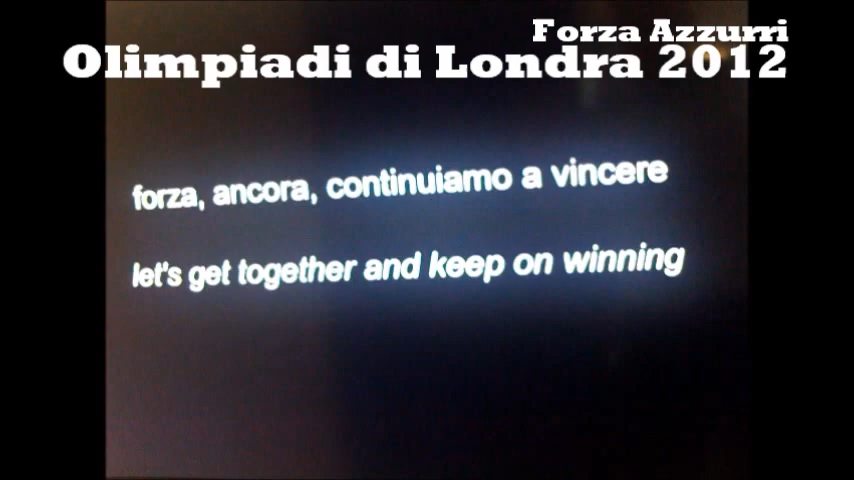 Forza Azzurri
Olimpiadi di Londra 2012
forza, ancora, continuiamo a vincere
let's get together and keep on winning